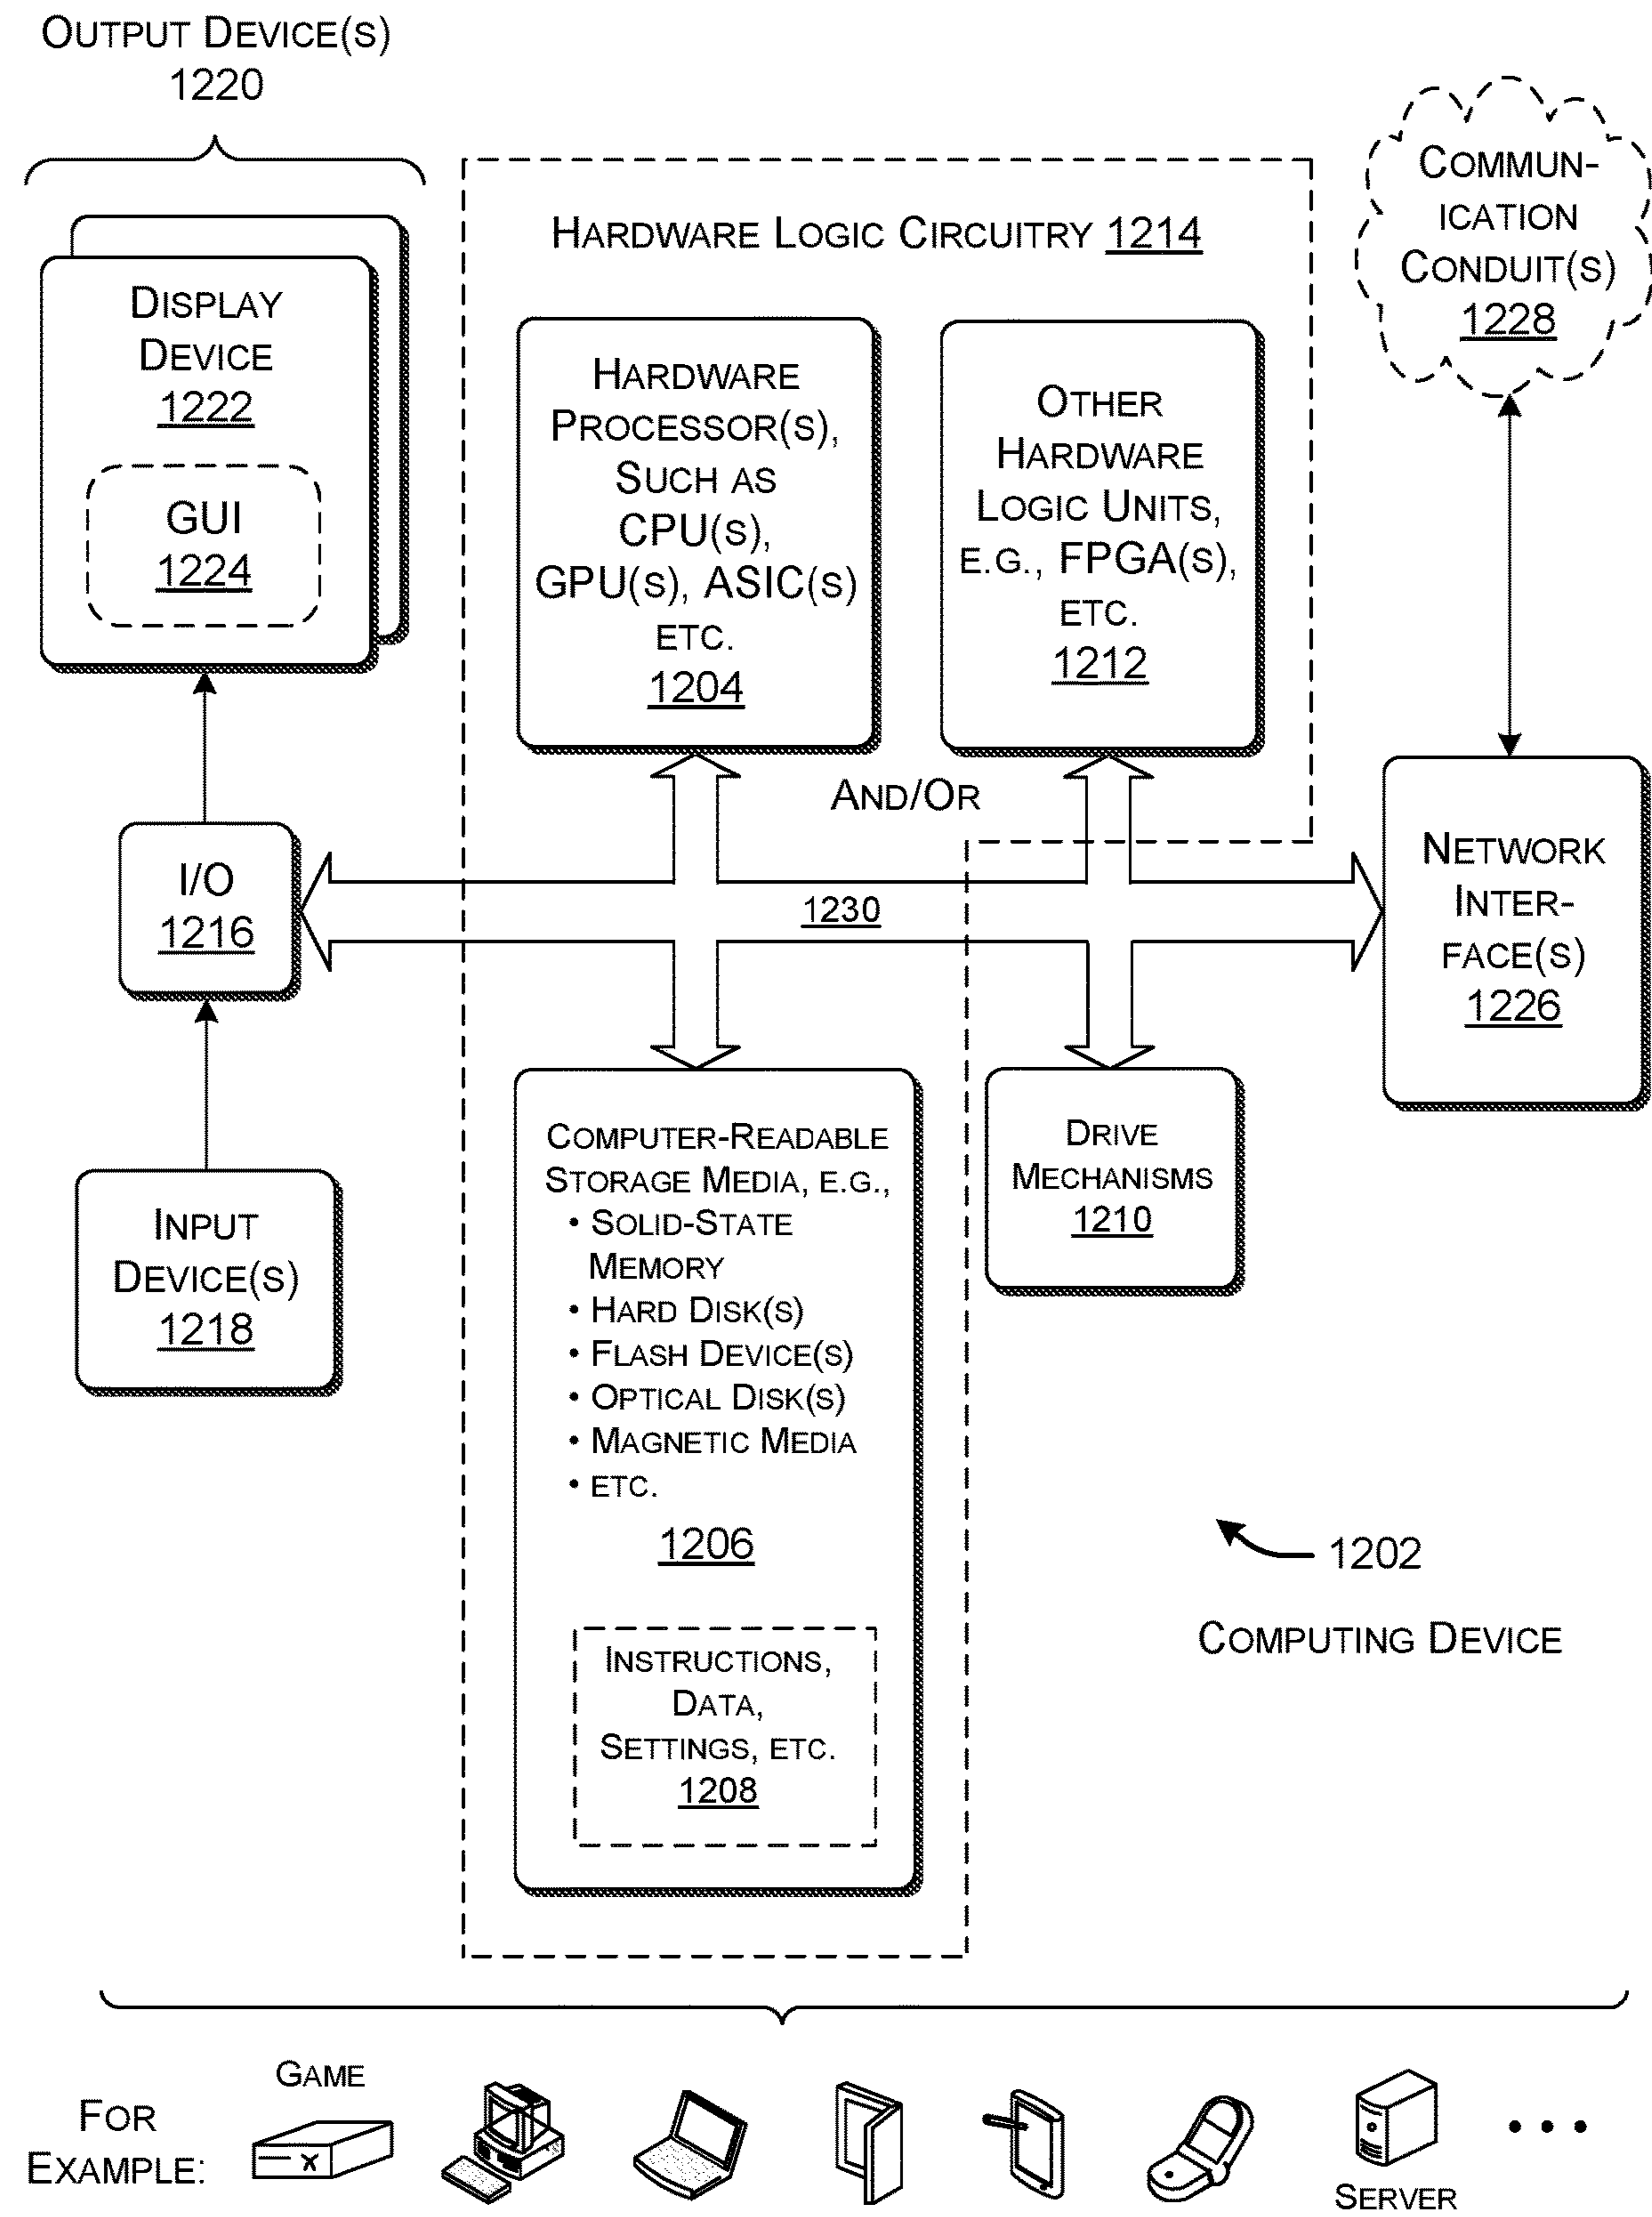 OUTPUT DEVICE(S)
1220
DISPLAY
DEVICE
1222
GUI
1224
I/O
1216
INPUT
DEVICE(S)
1218
HARDWARE LOGIC CIRCUITRY 1214
HARDWARE
PROCESSOR(S),
SUCH AS
CPU(S),
GPU(S), ASIC(S)
ETC.
1204
OTHER
HARDWARE
LOGIC UNITS,
E.G., FPGA(S),
ETC.
1212
AND/OR
1230
COMPUTER-READABLE
STORAGE MEDIA, E.G.,
• SOLID-STATE
MEMORY
• HARD DISK(S)
• FLASH DEVICE(S)
• OPTICAL DISK(S)
• MAGNETIC MEDIA
• ETC.
1206
INSTRUCTIONS,
DATA,
SETTINGS, ETC.
1208
DRIVE
MECHANISMS
1210
COMMUN-
ICATION
CONDUIT(S)
1228
NETWORK
INTER-
FACE(S)
1226
1202
COMPUTING DEVICE
FOR
EXAMPLE:
GAME
SERVER